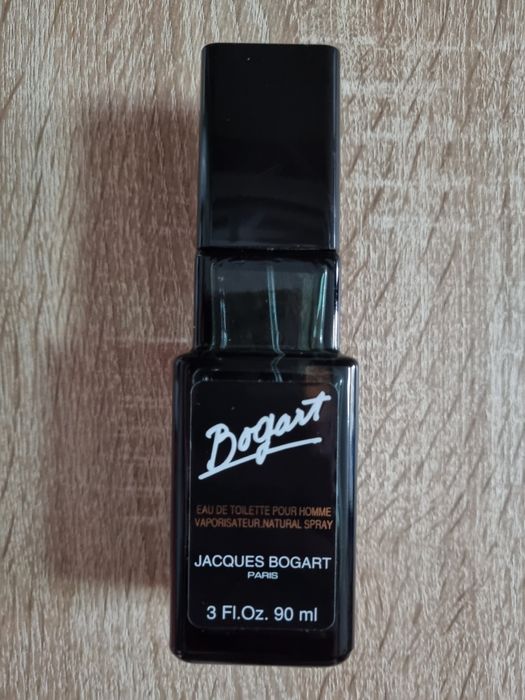 Bogart
EAU DE TOILETTE POUR HOMME
VAPORISATEUR.NATURAL SPRAY
JACQUES BOGART
PARIS
3 Fl.Oz. 90 ml